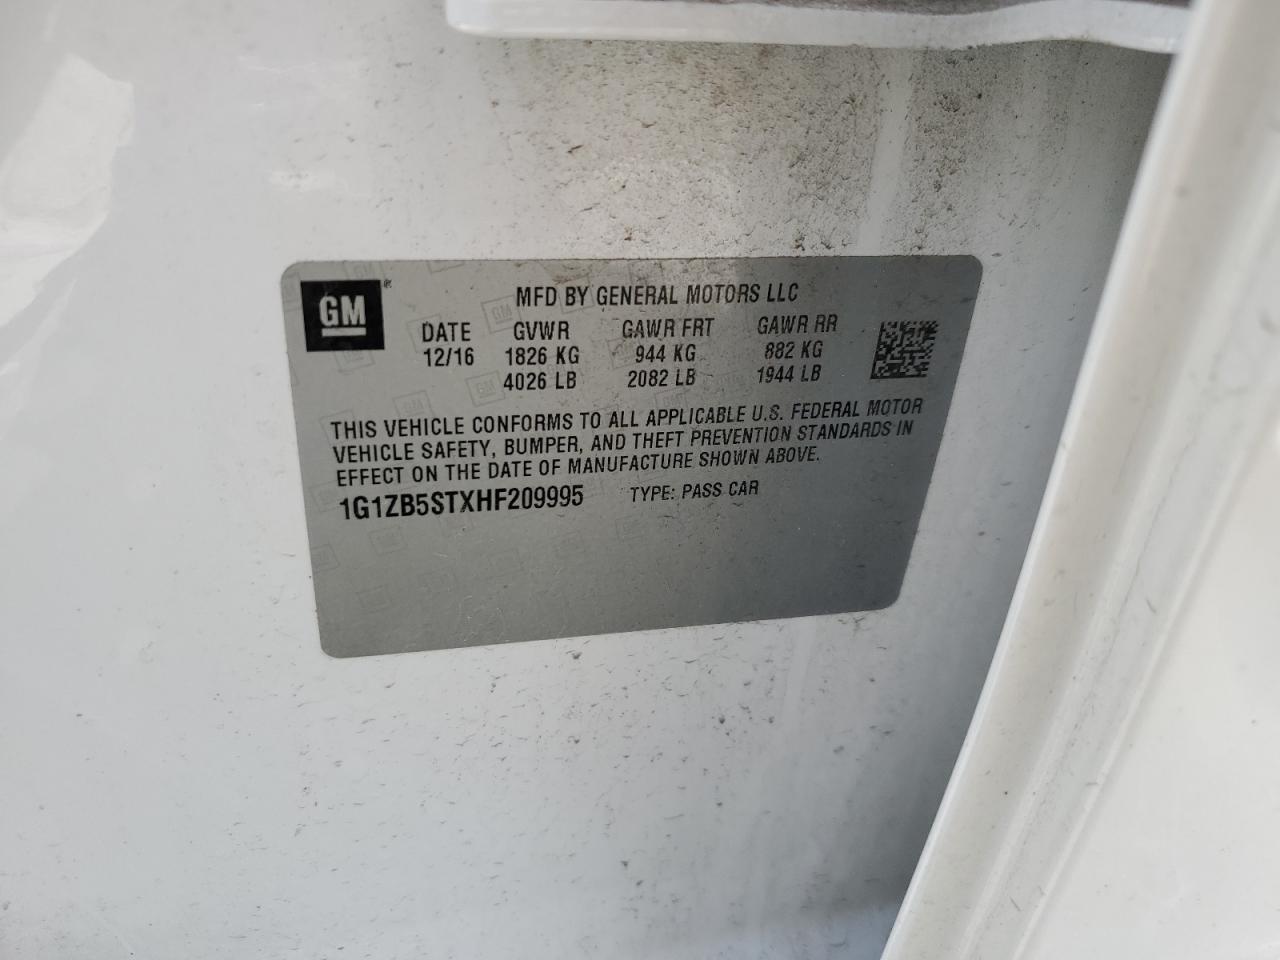 GM
MFD BY GENERAL MOTORS LLC
DATE GVWR GAWR FRT GAWR RR
12/16 1826 KG 944 KG 882 KG
4026 LB 2082 LB 1944 LB
THIS VEHICLE CONFORMS TO ALL APPLICABLE U.S. FEDERAL MOTOR
VEHICLE SAFETY, BUMPER, AND THEFT PREVENTION STANDARDS IN
EFFECT ON THE DATE OF MANUFACTURE SHOWN ABOVE.
1G1ZB5STXHF209995 TYPE: PASS CAR